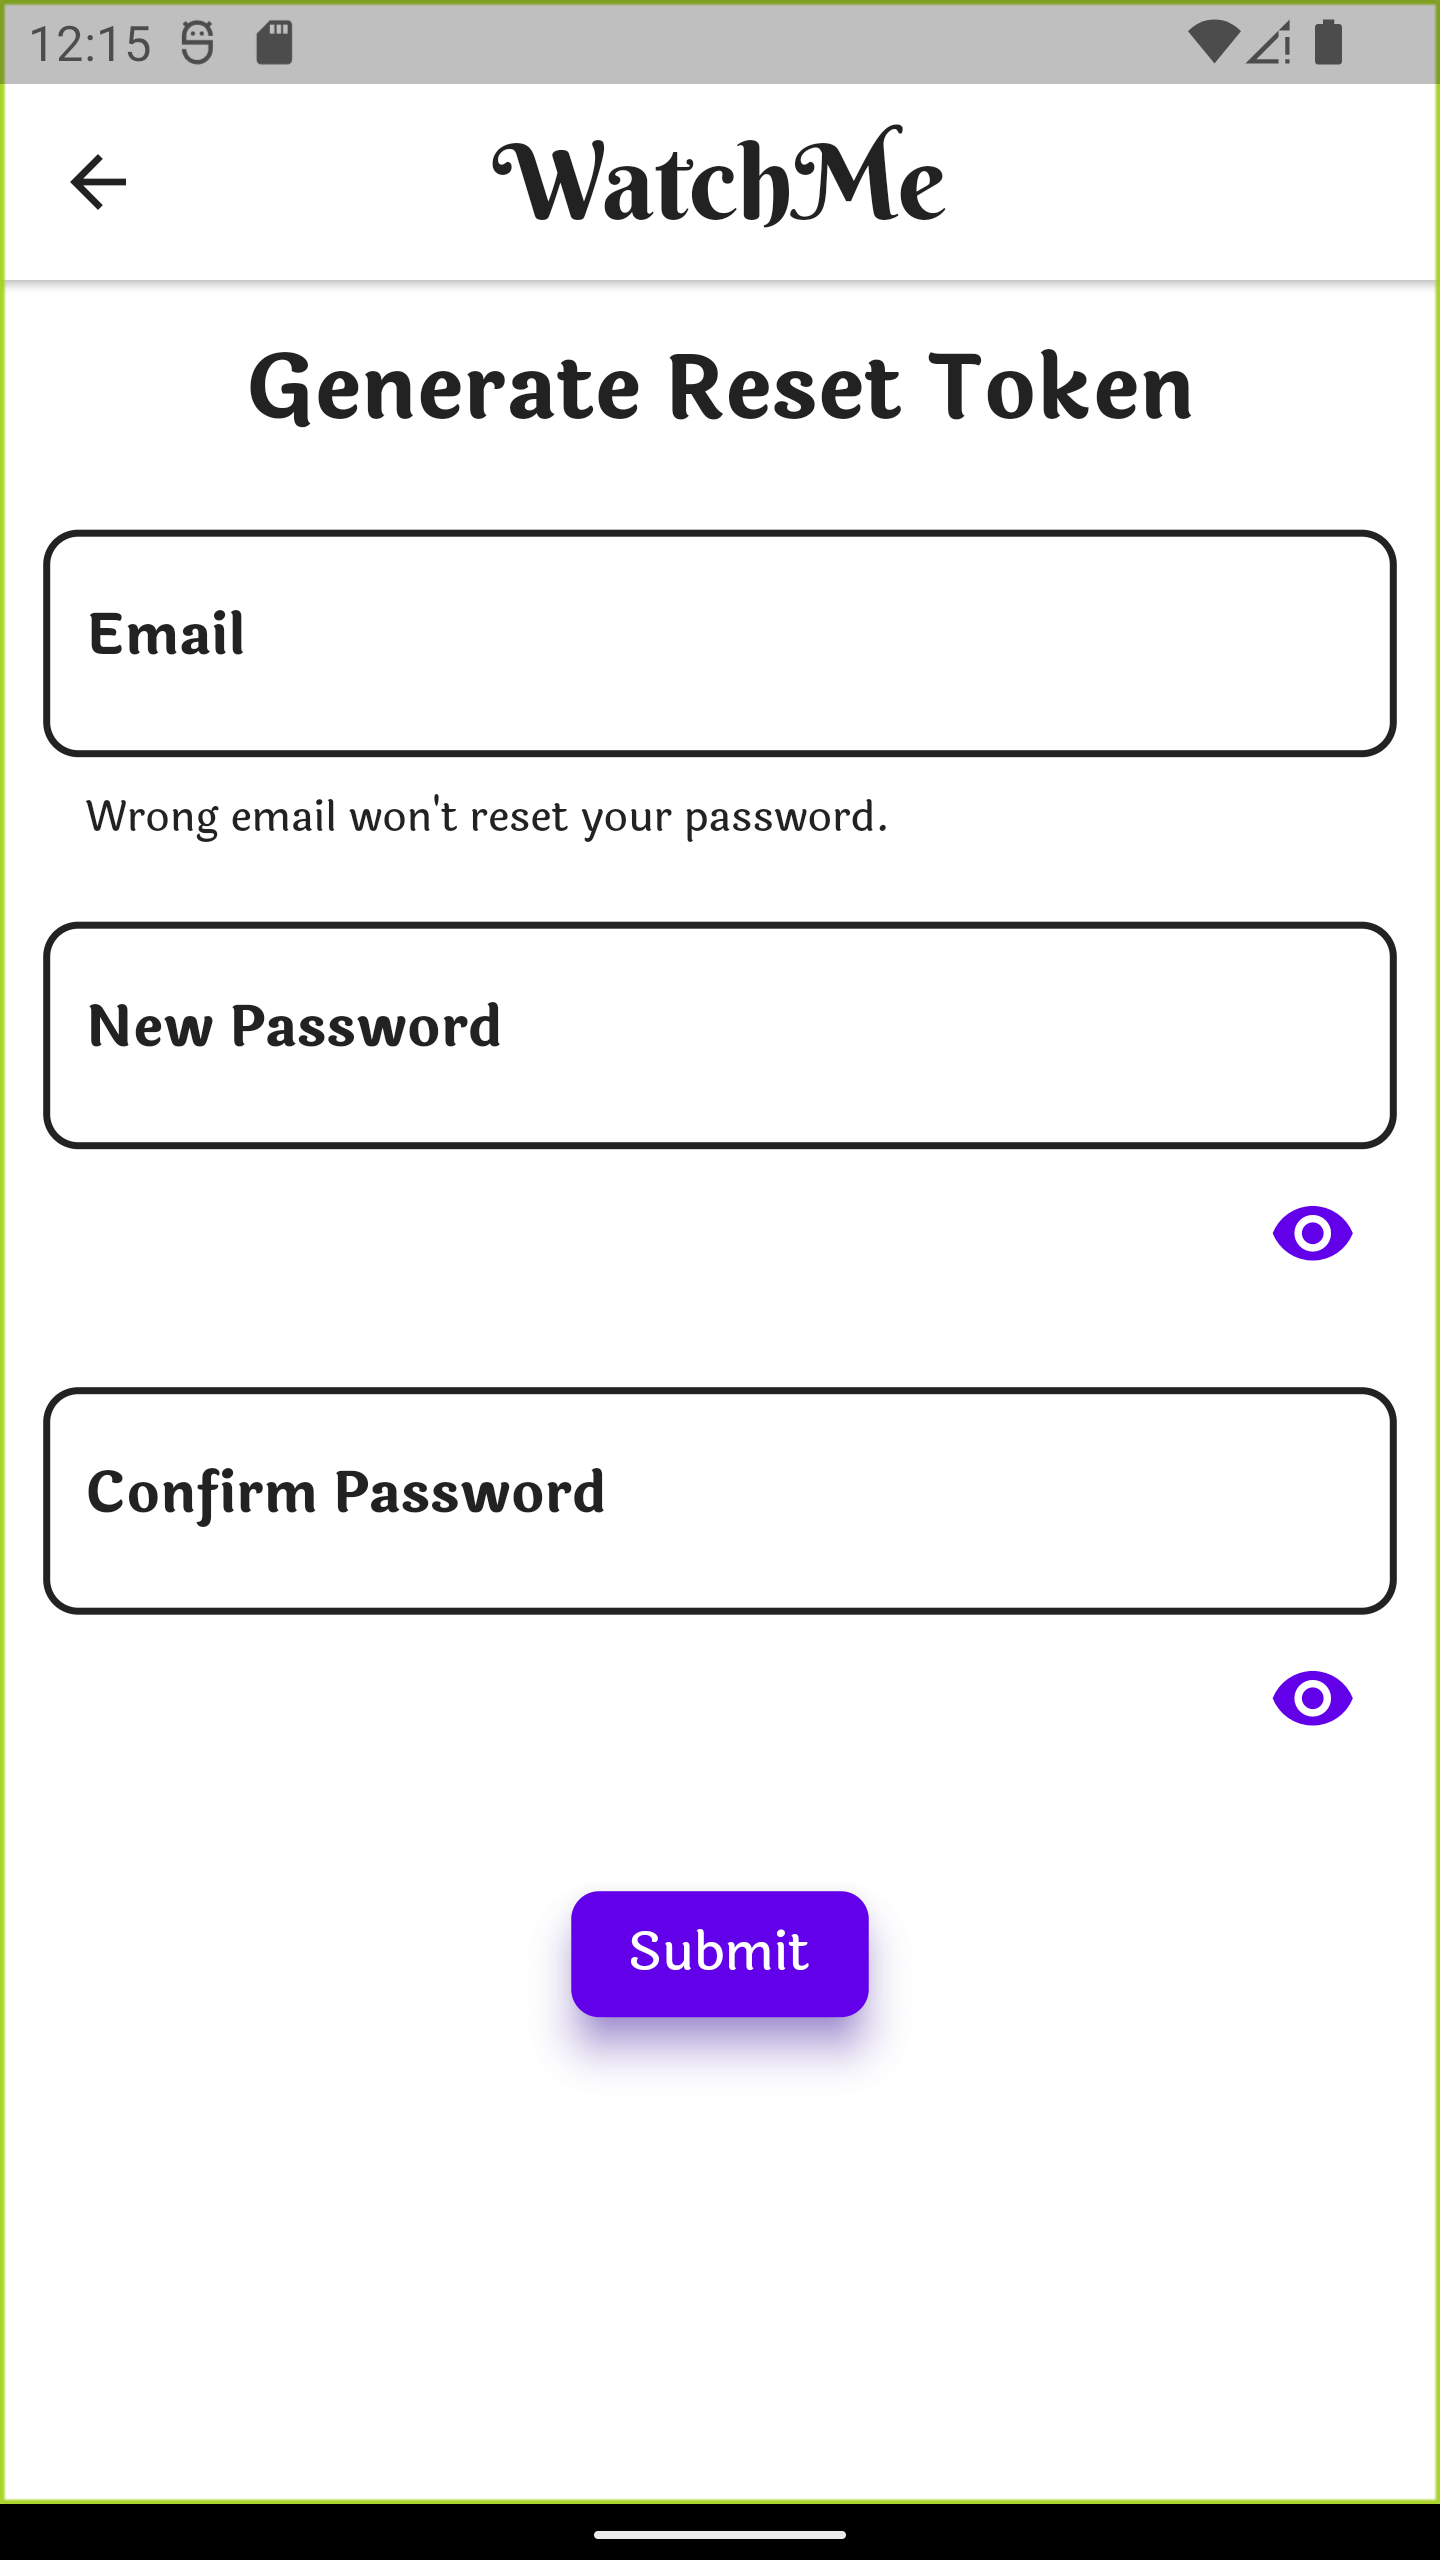 12:15
WatchMe
Generate Reset Token
Email
Wrong email won't reset your password.
New Password
Confirm Password
Submit